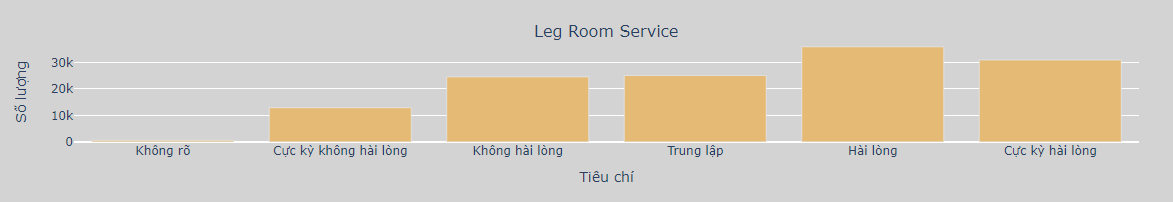 Leg Room Service
Số lượng
30k
20k
10k
0
Không rõ
Cực kỳ không hài lòng
Không hài lòng
Trung lập
Hài lòng
Cực kỳ hài lòng
Tiêu chí